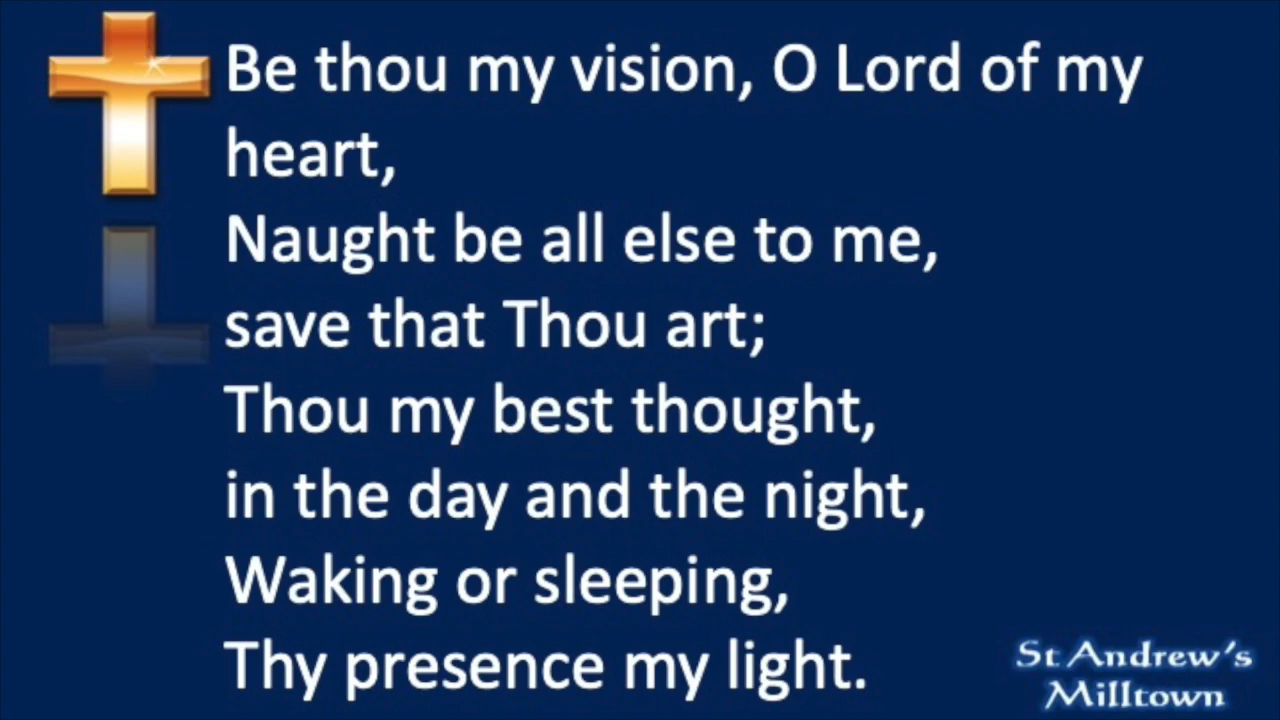 Be thou my vision, O Lord of my
heart,
Naught be all else to me,
save that Thou art;
Thou my best thought,
in the day and the night,
Waking or sleeping,
Thy presence my light.
St Andrew's
Milltown